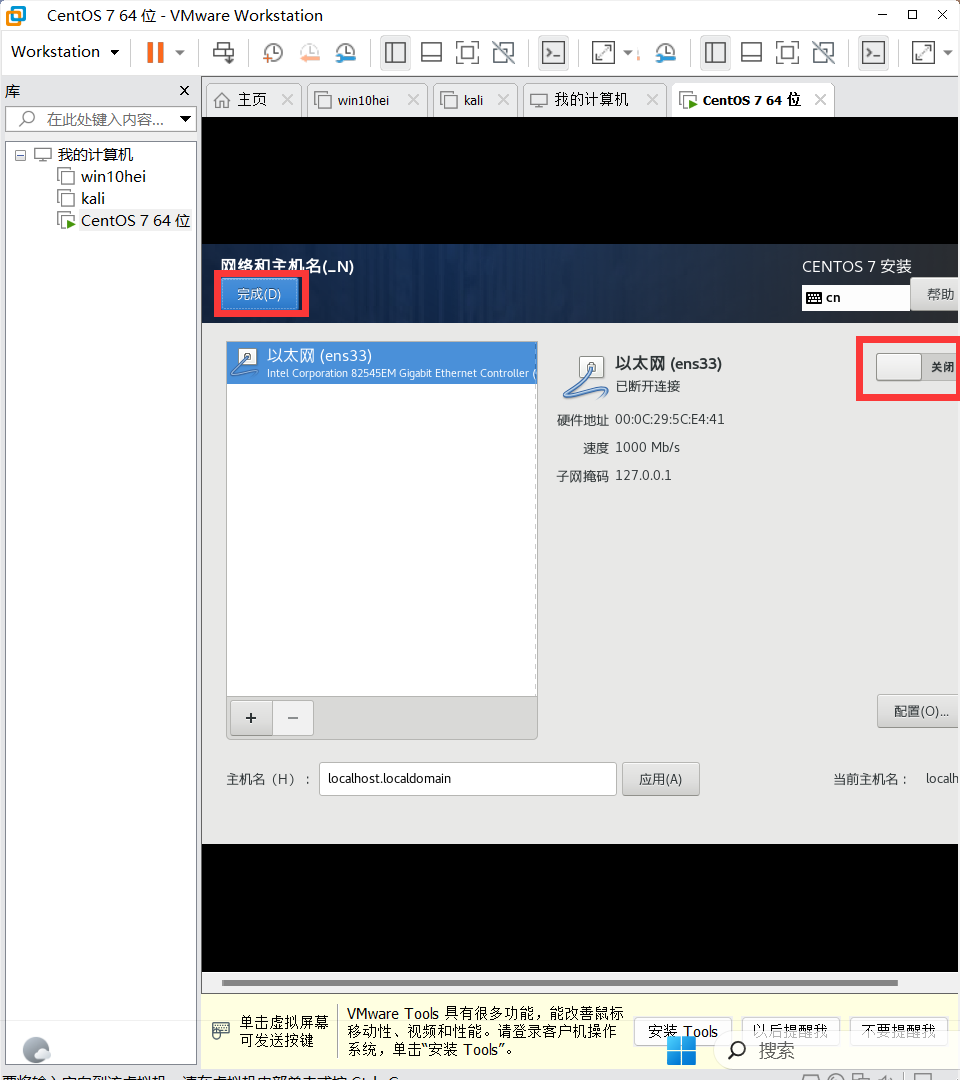 CentOS 7 64 位 - VMware Workstation
Workstation
库
主页
win10hei
kali
我的计算机
CentOS 7 64 位
在此处键入内容...
我的计算机
win10hei
kali
CentOS 7 64 位
网络和主机名(_N)
CENTOS 7 安装
完成(D)
cn
帮助
以太网 (ens33)
Intel Corporation 82545EM Gigabit Ethernet Controller (
以太网 (ens33)
已断开连接
关闭
硬件地址 00:0C:29:5C:E4:41
速度 1000 Mb/s
子网掩码 127.0.0.1
+
−
配置(O)...
主机名（H）：
localhost.localdomain
应用(A)
当前主机名：
localh
单击虚拟屏幕
可发送按键
VMware Tools 具有很多功能，能改善鼠标
移动性、视频和性能。请登录客户机操作
系统，单击“安装 Tools”。
安装 Tools
以后提醒我
不要提醒我
搜索